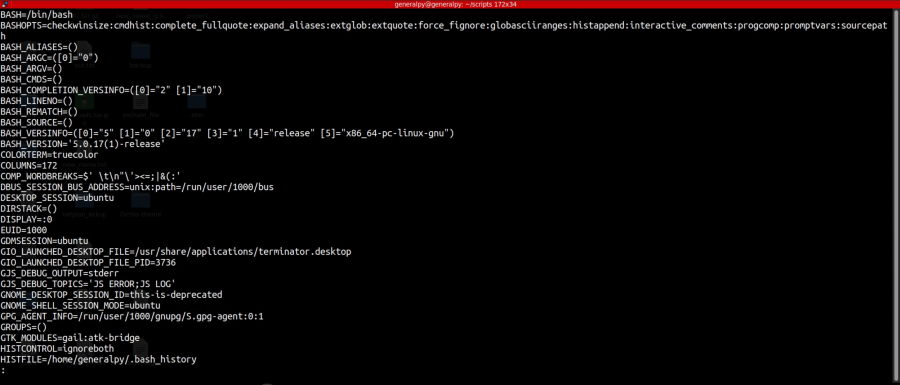 generalpy@generalpy: ~/scripts 172x34
BASH=/bin/bash
BASHOPTS=checkwinsize:cmdhist:complete_fullquote:expand_aliases:extglob:extquote:force_fignore:globasciiranges:histappend:interactive_comments:progcomp:promptvars:sourcepat
h
BASH_ALIASES=()
BASH_ARGC=([0]="0")
BASH_ARGV=()
BASH_CMDS=()
BASH_COMPLETION_VERSINFO=([0]="2" [1]="10")
BASH_LINENO=()
BASH_REMATCH=()
BASH_SOURCE=()
BASH_VERSINFO=([0]="5" [1]="0" [2]="17" [3]="1" [4]="release" [5]="x86_64-pc-linux-gnu")
BASH_VERSION='5.0.17(1)-release'
COLORTERM=truecolor
COLUMNS=172
COMP_WORDBREAKS=$' \t\n"\'><=;|&(:'
DBUS_SESSION_BUS_ADDRESS=unix:path=/run/user/1000/bus
DESKTOP_SESSION=ubuntu
DIRSTACK=()
DISPLAY=:0
EUID=1000
GDMSESSION=ubuntu
GIO_LAUNCHED_DESKTOP_FILE=/usr/share/applications/terminator.desktop
GIO_LAUNCHED_DESKTOP_FILE_PID=3736
GJS_DEBUG_OUTPUT=stderr
GJS_DEBUG_TOPICS='JS ERROR;JS LOG'
GNOME_DESKTOP_SESSION_ID=this-is-deprecated
GNOME_SHELL_SESSION_MODE=ubuntu
GPG_AGENT_INFO=/run/user/1000/gnupg/S.gpg-agent:0:1
GROUPS=()
GTK_MODULES=gail:atk-bridge
HISTCONTROL=ignoreboth
HISTFILE=/home/generalpy/.bash_history
: